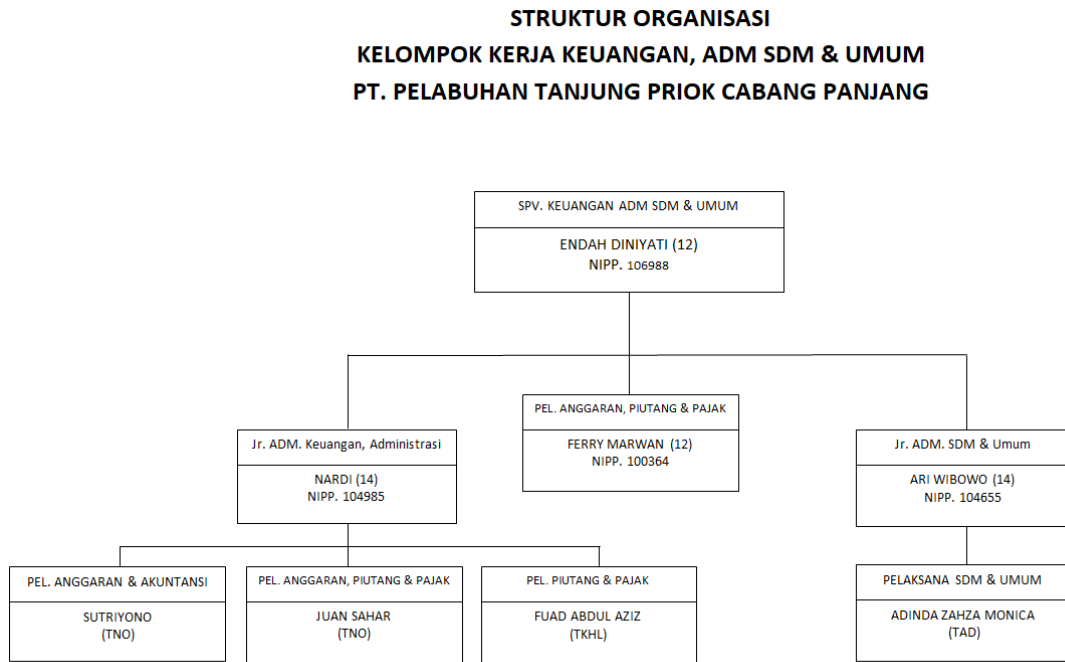 STRUKTUR ORGANISASI
KELOMPOK KERJA KEUANGAN, ADM SDM & UMUM
PT. PELABUHAN TANJUNG PRIOK CABANG PANJANG
SPV. KEUANGAN ADM SDM & UMUM
ENDAH DINIYATI (12)
NIPP. 106988
PEL. ANGGARAN, PIUTANG & PAJAK
FERRY MARWAN (12)
NIPP. 100364
Jr. ADM. Keuangan, Administrasi
NARDI (14)
NIPP. 104985
Jr. ADM. SDM & Umum
ARI WIBOWO (14)
NIPP. 104655
PEL. ANGGARAN & AKUNTANSI
SUTRIYONO
(TNO)
PEL. ANGGARAN, PIUTANG & PAJAK
JUAN SAHAR
(TNO)
PEL. PIUTANG & PAJAK
FUAD ABDUL AZIZ
(TKHL)
PELAKSANA SDM & UMUM
ADINDA ZAHZA MONICA
(TAD)